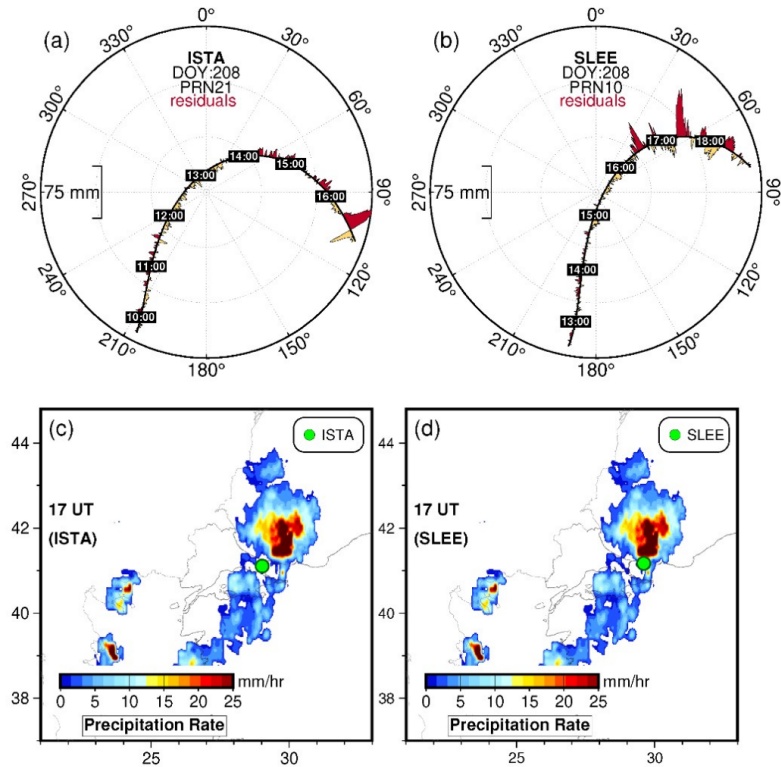 (a)
0°
30°
60°
90°
120°
150°
180°
210°
240°
270°
300°
330°
ISTA
DOY:208
PRN21
residuals
75 mm
10:00
11:00
12:00
13:00
14:00
15:00
16:00
(b)
0°
30°
60°
90°
120°
150°
180°
210°
240°
270°
300°
330°
SLEE
DOY:208
PRN10
residuals
75 mm
13:00
14:00
15:00
16:00
17:00
18:00
(c)
ISTA
17 UT
(ISTA)
44
42
40
38
0 5 10 15 20 25 mm/hr
Precipitation Rate
25 30
(d)
SLEE
17 UT
(SLEE)
0 5 10 15 20 25 mm/hr
Precipitation Rate
25 30